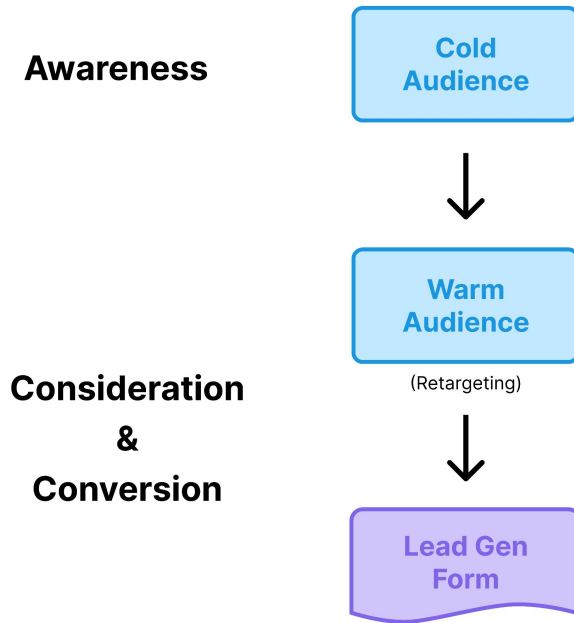 Awareness
Cold
Audience
Warm
Audience
(Retargeting)
Consideration
&
Conversion
Lead Gen
Form